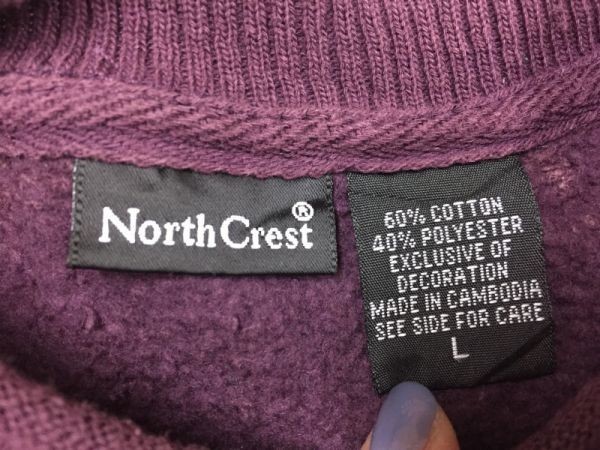 NorthCrest®
60% COTTON
40% POLYESTER
EXCLUSIVE OF
DECORATION
MADE IN CAMBODIA
SEE SIDE FOR CARE
L